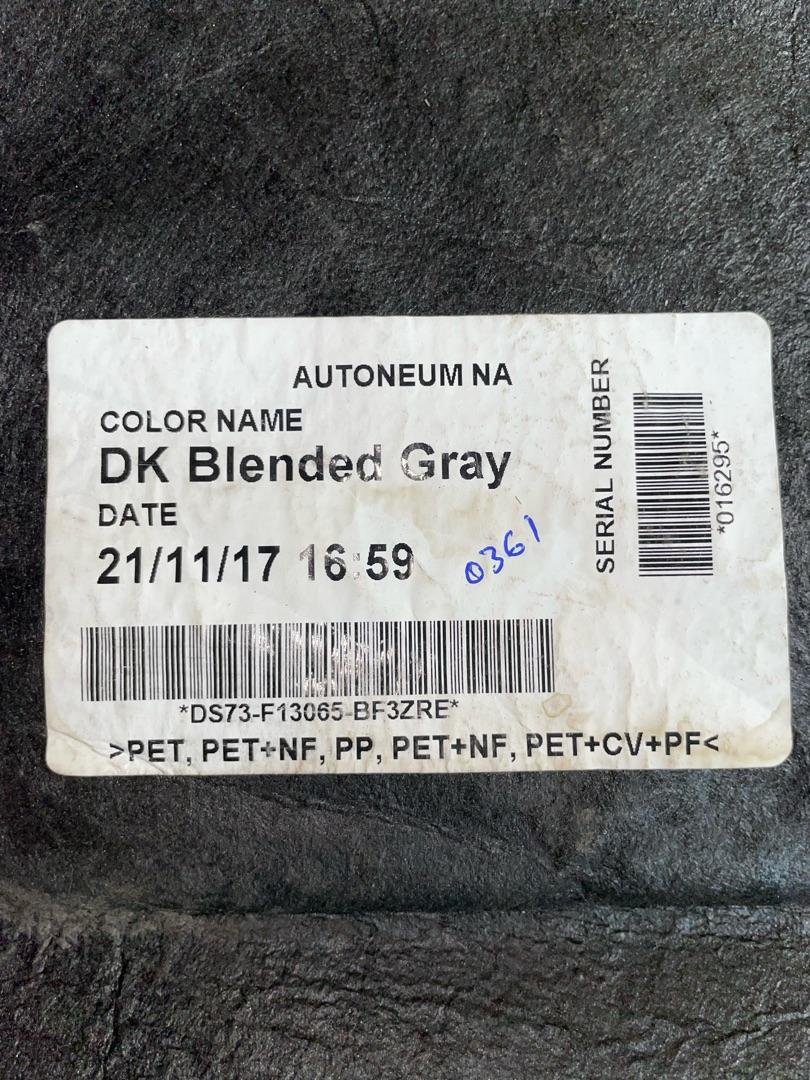 AUTONEUM NA
COLOR NAME
DK Blended Gray
DATE
21/11/17 16:59
0361
SERIAL NUMBER
*016295*
*DS73-F13065-BF3ZRE*
>PET, PET+NF, PP, PET+NF, PET+CV+PF<